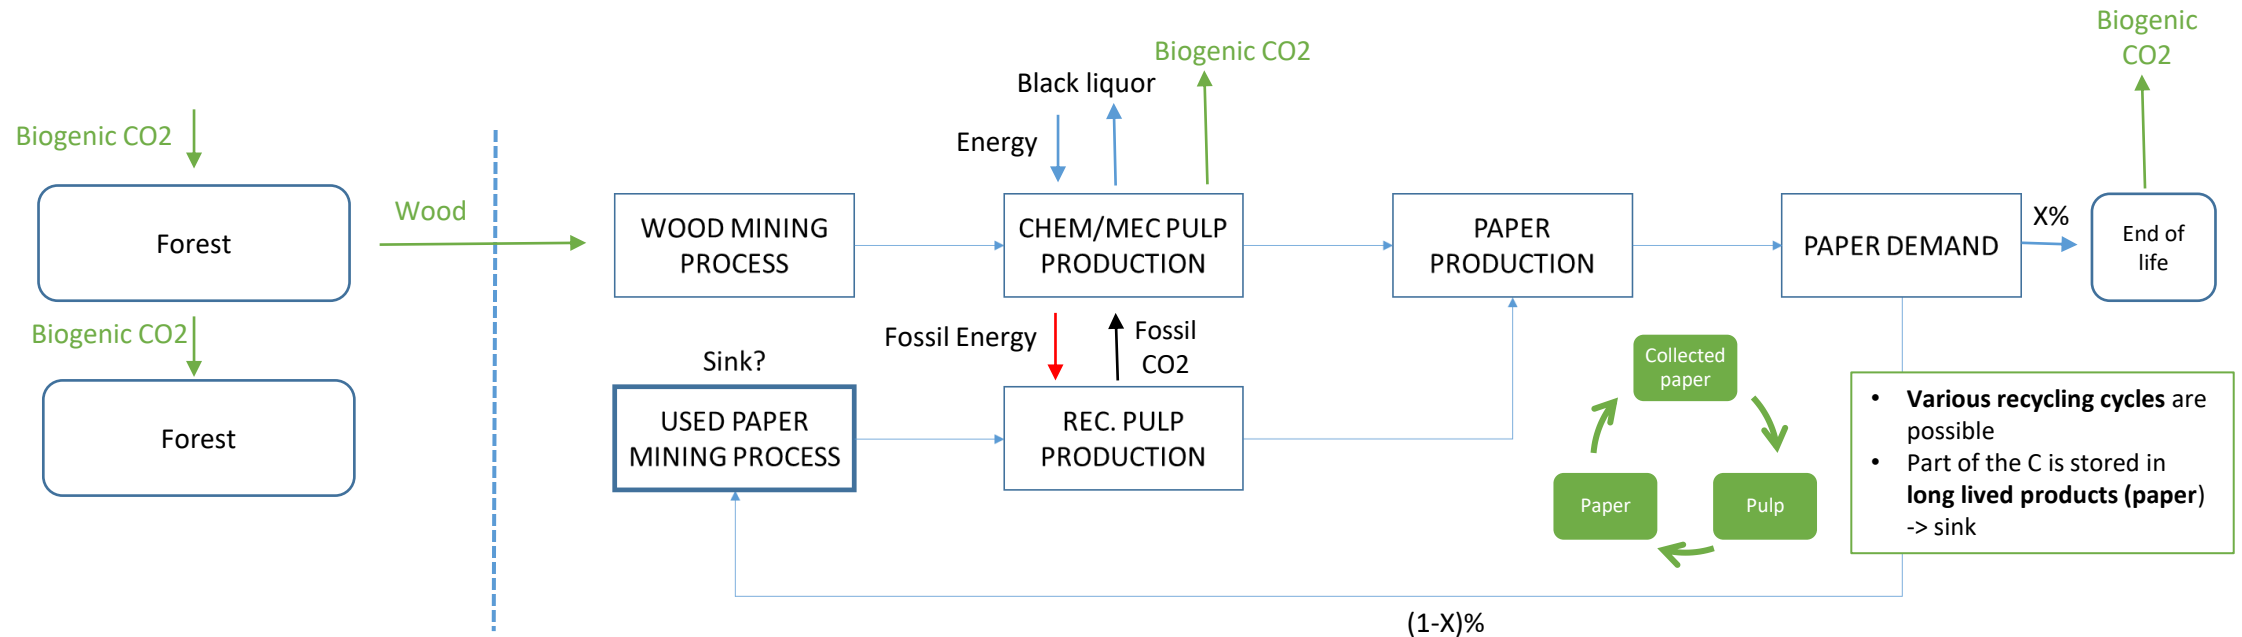 Biogenic
CO2
Biogenic CO2
Black liquor
Biogenic CO2
Energy
Wood
X%
Forest
WOOD MINING
PROCESS
CHEM/MEC PULP
PRODUCTION
PAPER
PRODUCTION
PAPER DEMAND
End of
life
Biogenic CO2
Fossil Energy
Fossil
CO2
Sink?
Collected
paper
Forest
USED PAPER
MINING PROCESS
REC. PULP
PRODUCTION
Paper
Pulp
• Various recycling cycles are
possible
• Part of the C is stored in
long lived products (paper)
-> sink
(1-X)%